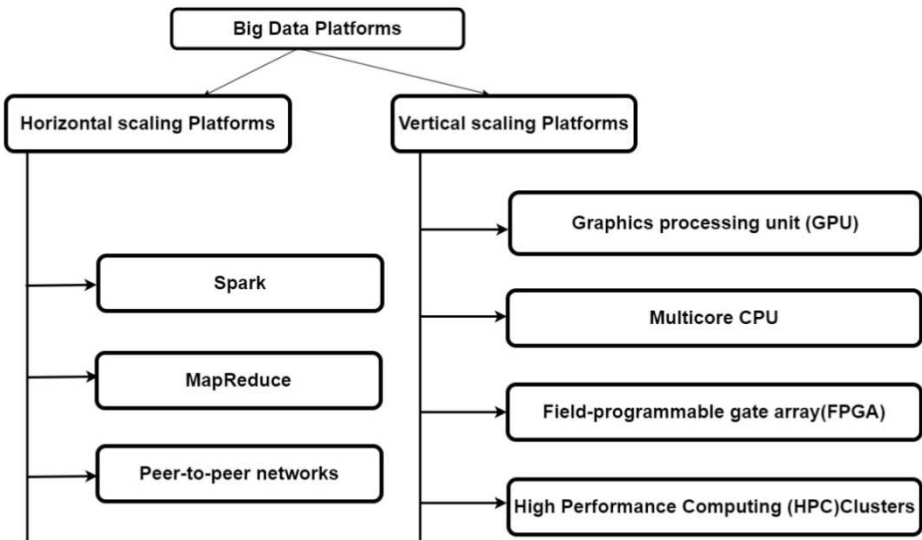 Big Data Platforms
Horizontal scaling Platforms
Vertical scaling Platforms
Graphics processing unit (GPU)
Spark
Multicore CPU
MapReduce
Field-programmable gate array(FPGA)
Peer-to-peer networks
High Performance Computing (HPC)Clusters